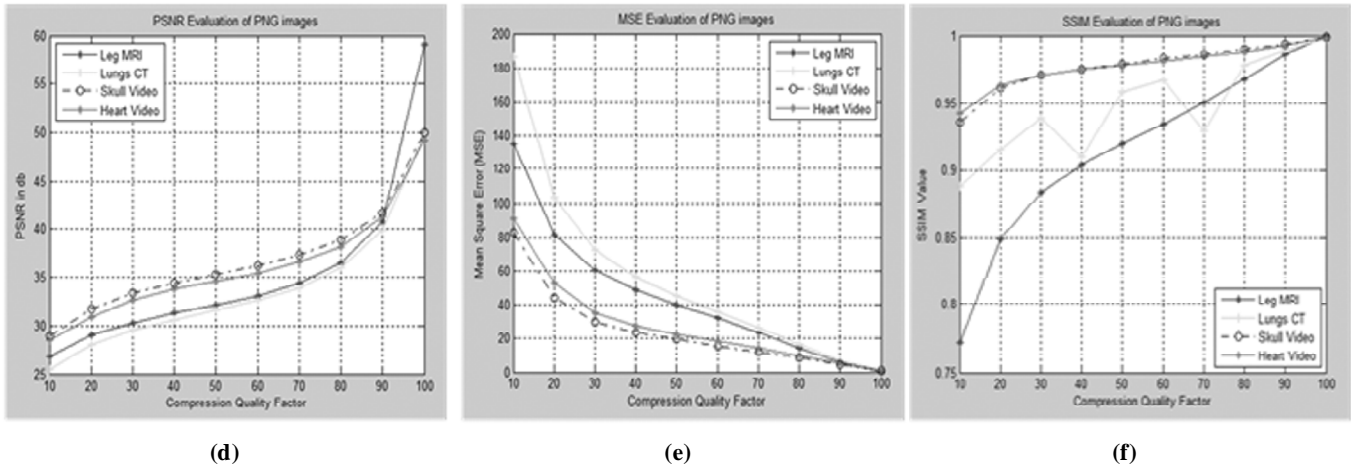 PSNR Evaluation of PNG images
60
55
50
45
40
35
30
25
PSNR in db
Leg MRI
Lungs CT
Skull Video
Heart Video
10 20 30 40 50 60 70 80 90 100
Compression Quality Factor
(d)
MSE Evaluation of PNG images
200
180
160
140
120
100
80
60
40
20
0
Mean Square Error (MSE)
Leg MRI
Lungs CT
Skull Video
Heart Video
10 20 30 40 50 60 70 80 90 100
Compression Quality Factor
(e)
SSIM Evaluation of PNG images
1
0.95
0.9
0.85
0.8
0.75
SSIM Value
Leg MRI
Lungs CT
Skull Video
Heart Video
10 20 30 40 50 60 70 80 90 100
Compression Quality Factor
(f)